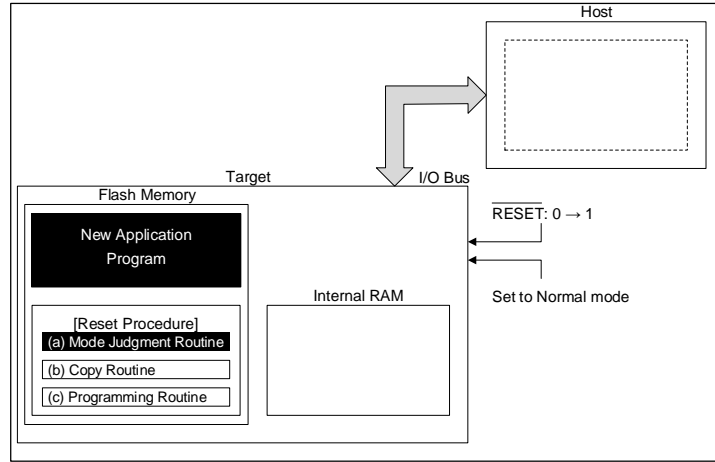 Host
Target
I/O Bus
Flash Memory
New Application
Program
RESET: 0 → 1
Internal RAM
Set to Normal mode
[Reset Procedure]
(a) Mode Judgment Routine
(b) Copy Routine
(c) Programming Routine